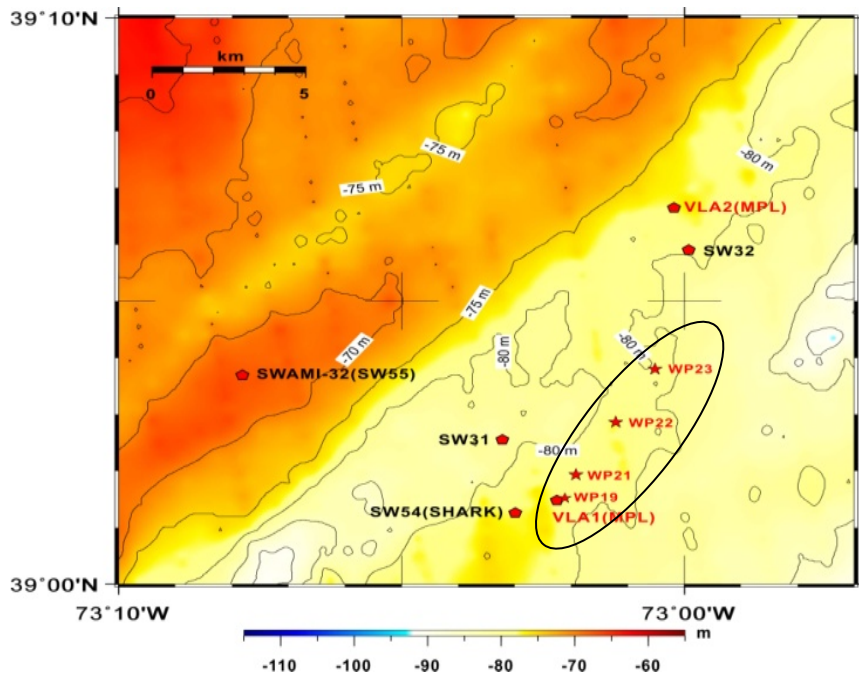 39°10'N
km
0 5
-75 m
-80 m
-75 m
VLA2(MPL)
SW32
-75 m
-80 m
-80 m
-70 m
WP23
SWAMI-32(SW55)
WP22
SW31
-80 m
WP21
WP19
SW54(SHARK)
VLA1(MPL)
39°00'N
73°10'W 73°00'W
m
-110 -100 -90 -80 -70 -60